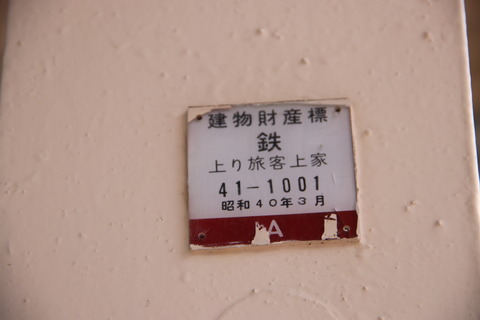 建物財産標
鉄
上り旅客上家
41-1001
昭和40年3月
A